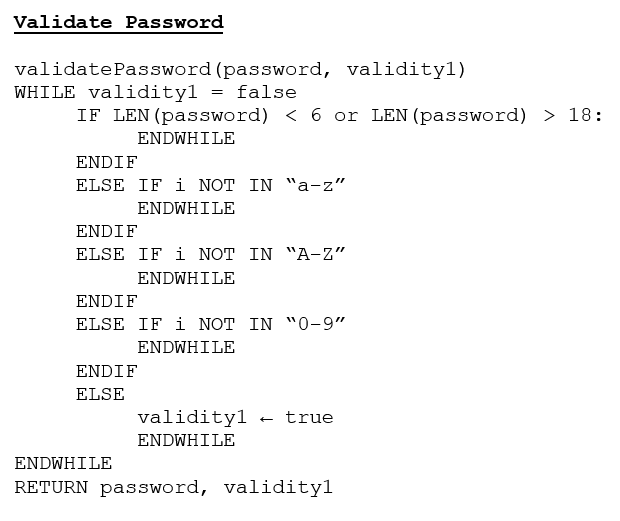 Validate Password
validatePassword(password, validity1)
WHILE validity1 = false
IF LEN(password) < 6 or LEN(password) > 18:
ENDWHILE
ENDIF
ELSE IF i NOT IN “a-z”
ENDWHILE
ENDIF
ELSE IF i NOT IN “A-Z”
ENDWHILE
ENDIF
ELSE IF i NOT IN “0-9”
ENDWHILE
ENDIF
ELSE
validity1 ← true
ENDWHILE
ENDWHILE
RETURN password, validity1